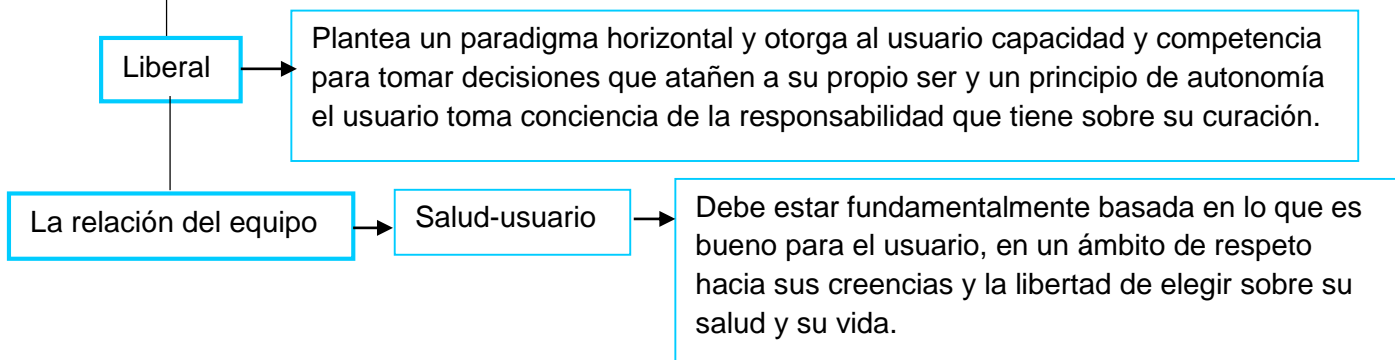 Liberal
Plantea un paradigma horizontal y otorga al usuario capacidad y competencia
para tomar decisiones que atañen a su propio ser y un principio de autonomía
el usuario toma conciencia de la responsabilidad que tiene sobre su curación.
La relación del equipo
Salud-usuario
Debe estar fundamentalmente basada en lo que es
bueno para el usuario, en un ámbito de respeto
hacia sus creencias y la libertad de elegir sobre su
salud y su vida.